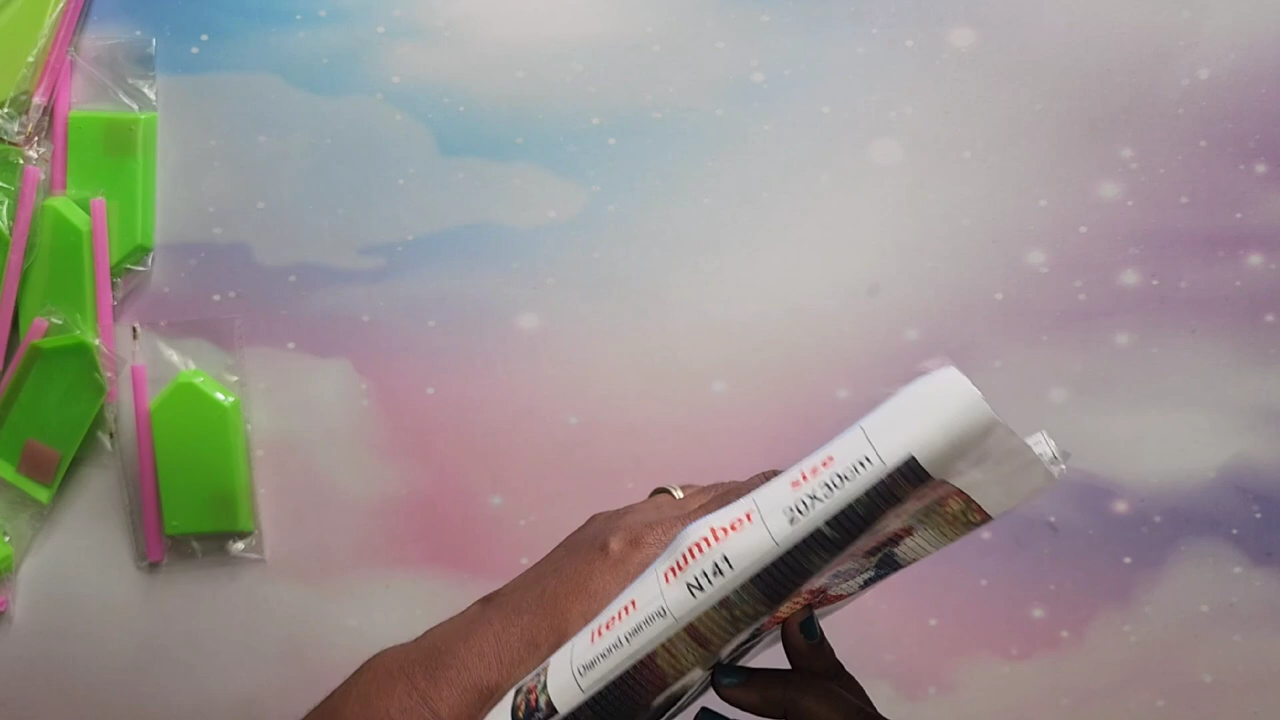 item
Diamond painting
number
N141
size
20X30cm